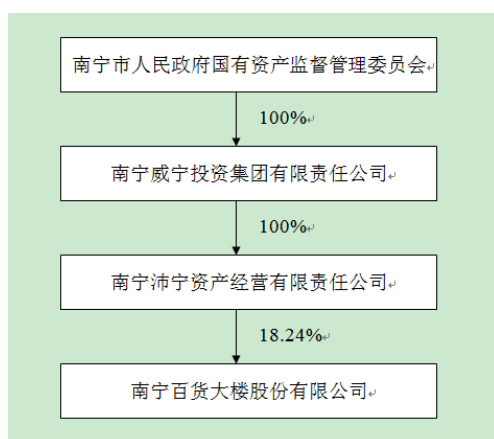 南宁市人民政府国有资产监督管理委员会
100%
南宁威宁投资集团有限责任公司
100%
南宁沛宁资产经营有限责任公司
18.24%
南宁百货大楼股份有限公司